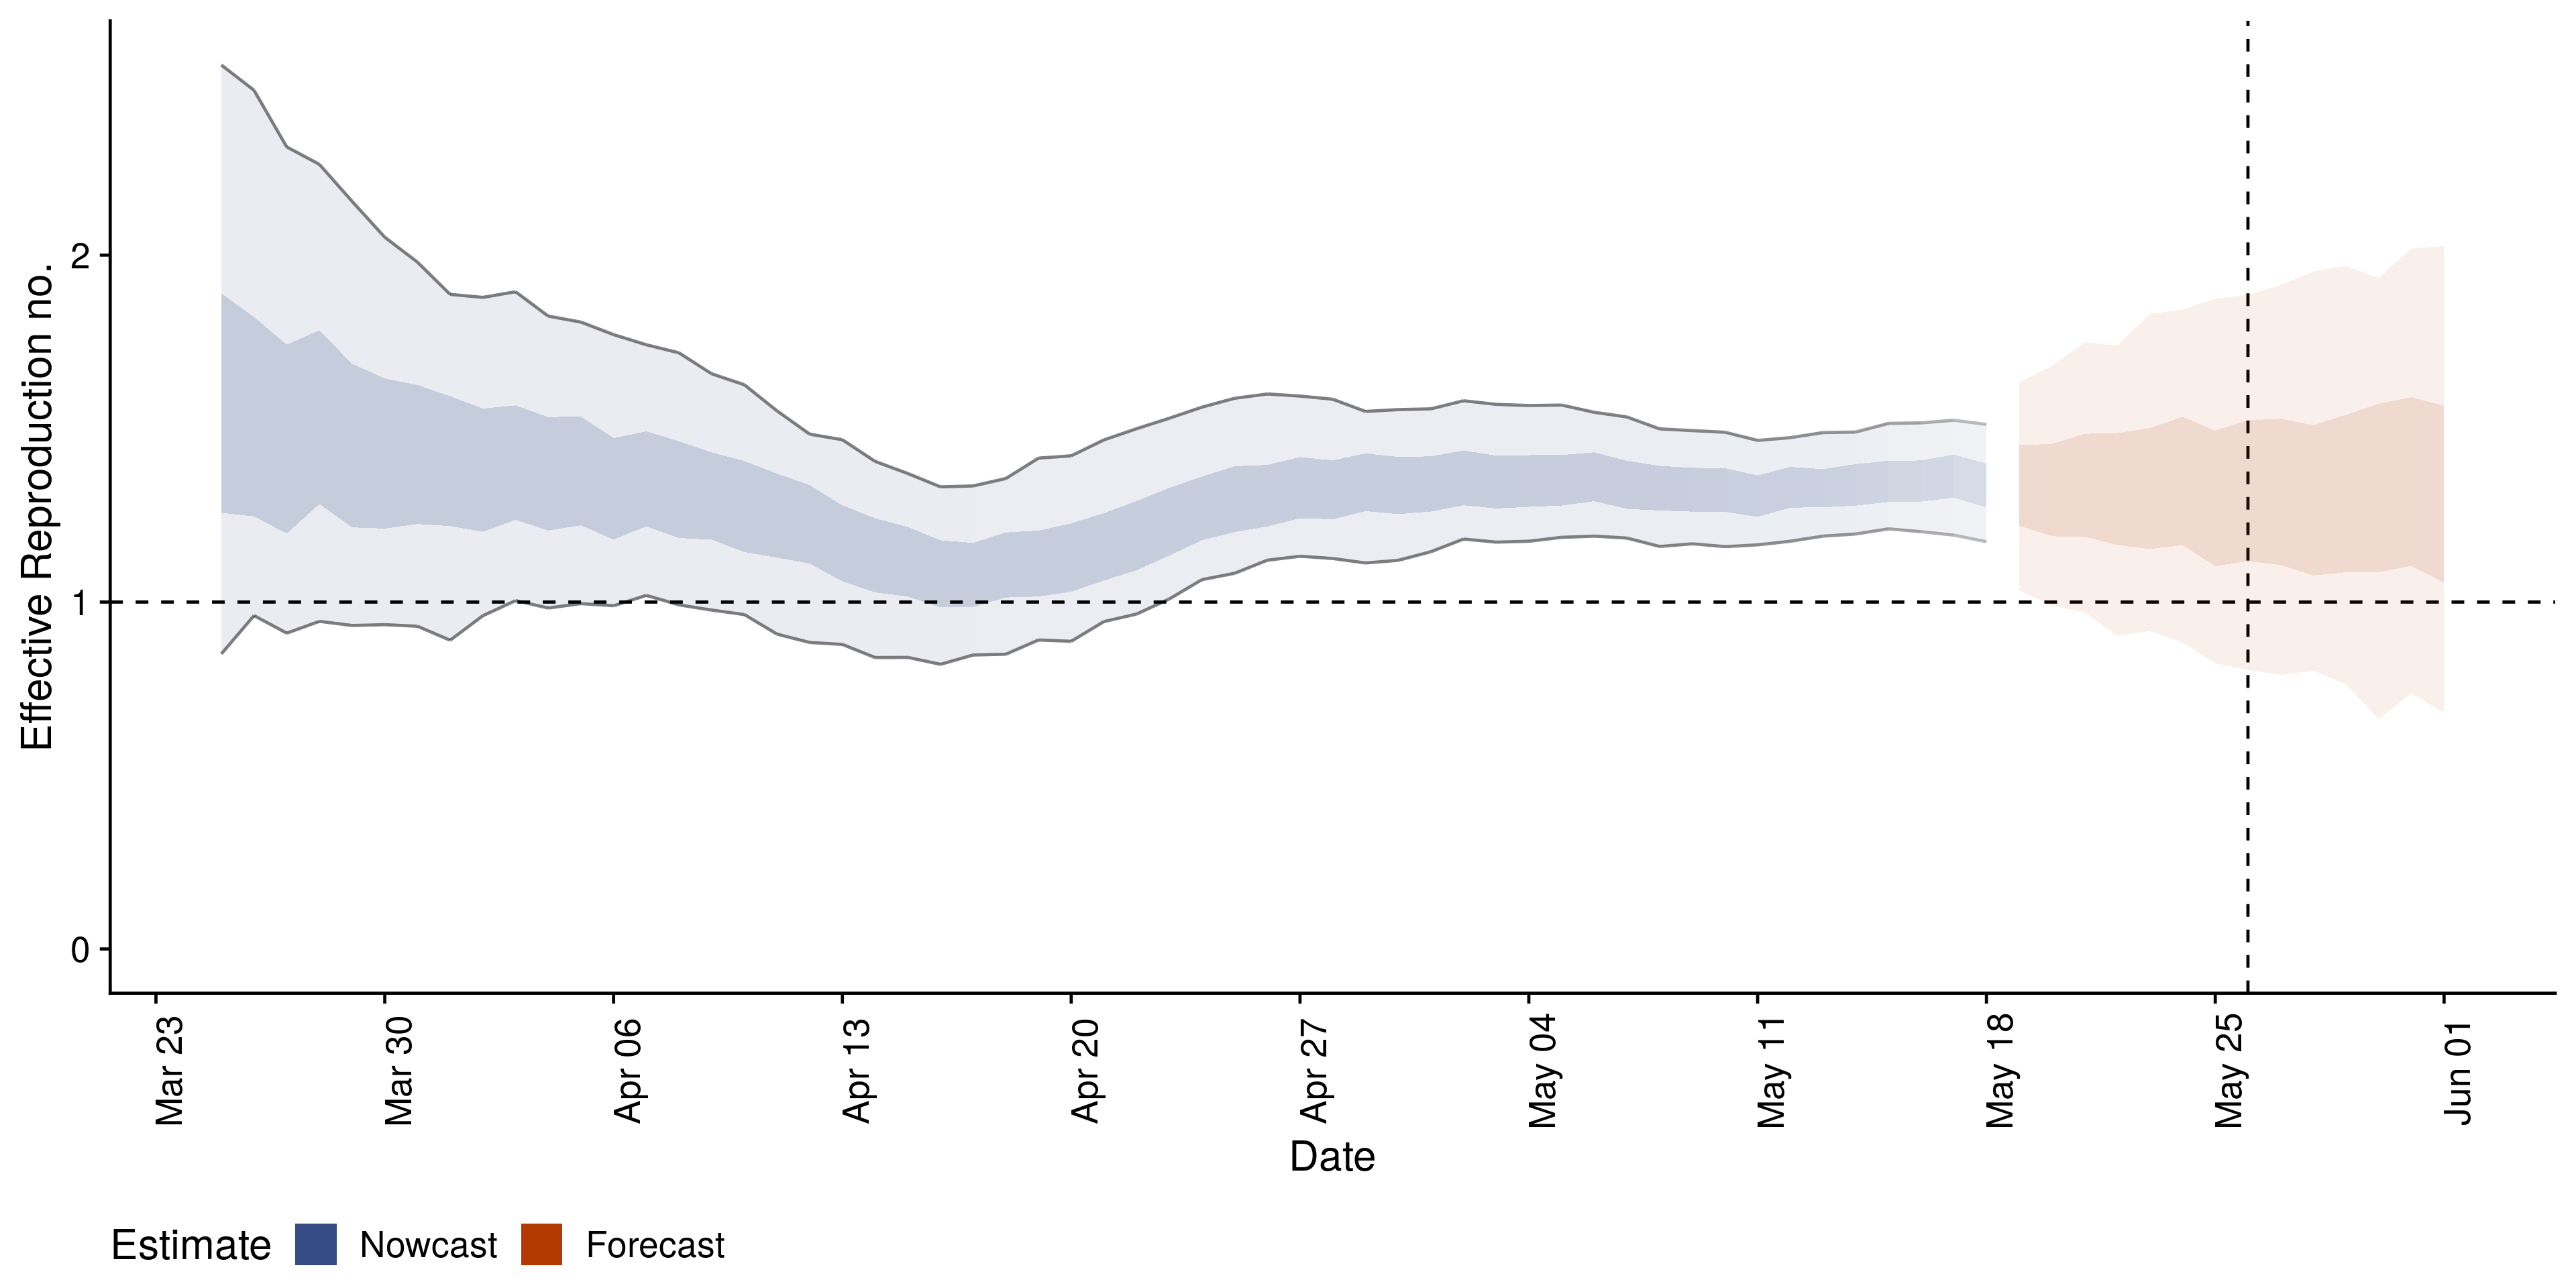 Effective Reproduction no.
2
1
0
Mar 23
Mar 30
Apr 06
Apr 13
Apr 20
Apr 27
May 04
May 11
May 18
May 25
Jun 01
Date
Estimate Nowcast Forecast